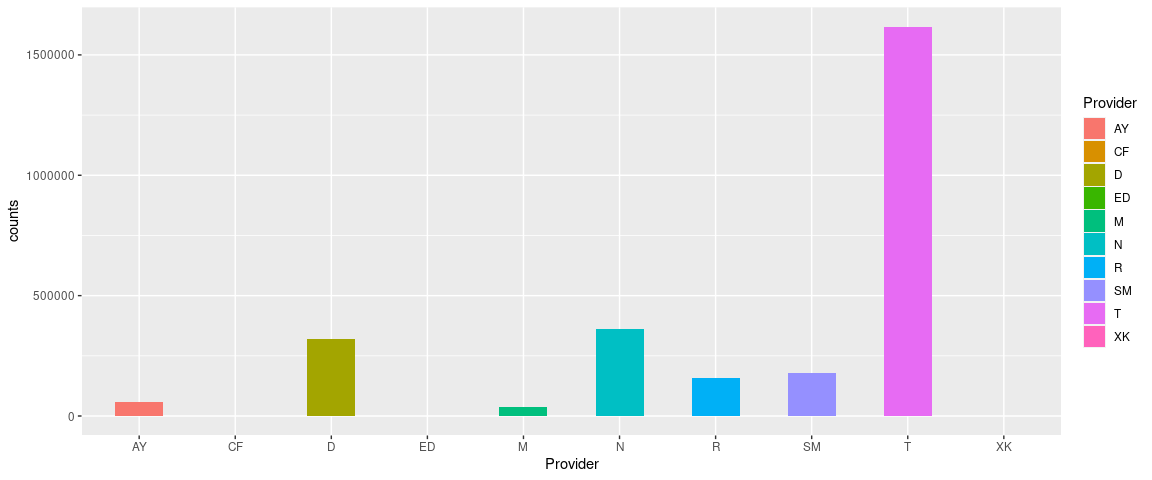 counts
1500000
1000000
500000
0
AY CF D ED M N R SM T XK
Provider
Provider
AY
CF
D
ED
M
N
R
SM
T
XK